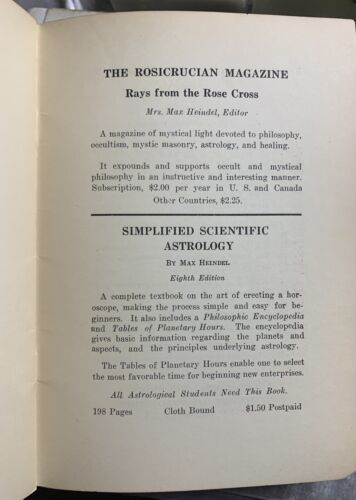 THE ROSICRUCIAN MAGAZINE
Rays from the Rose Cross
Mrs. Max Heindel, Editor
A magazine of mystical light devoted to philosophy,
occultism, mystic masonry, astrology, and healing.
It expounds and supports occult and mystical
philosophy in an instructive and interesting manner.
Subscription, $2.00 per year in U. S. and Canada
Other Countries, $2.25.
SIMPLIFIED SCIENTIFIC
ASTROLOGY
BY MAX HEINDEL
Eighth Edition
A complete textbook on the art of erecting a hor-
oscope, making the process simple and easy for be-
ginners. It also includes a Philosophic Encyclopedia
and Tables of Planetary Hours. The encyclopedia
gives basic information regarding the planets and
aspects, and the principles underlying astrology.
The Tables of Planetary Hours enable one to select
the most favorable time for beginning new enterprises.
All Astrological Students Need This Book.
198 Pages Cloth Bound $1.50 Postpaid